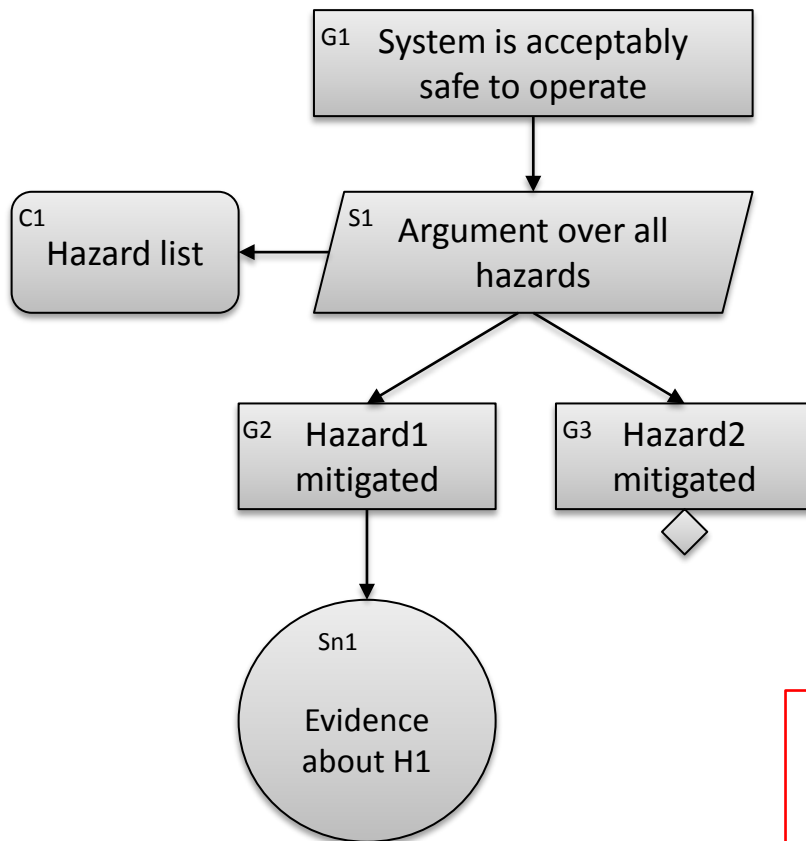 G1
System is acceptably
safe to operate
C1
Hazard list
S1
Argument over all
hazards
G2
Hazard1
mitigated
G3
Hazard2
mitigated
Sn1
Evidence
about H1